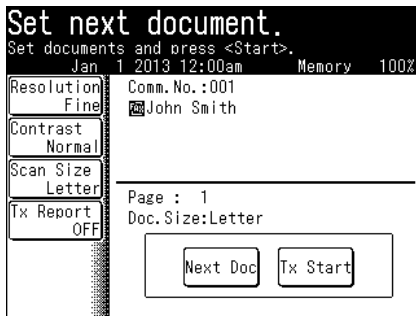 Set next document.
Set documents and press <Start>.
Jan 1 2013 12:00am Memory 100%
Resolution
Fine
Contrast
Normal
Scan Size
Letter
Tx Report
OFF
Comm.No.:001
John Smith
Page : 1
Doc.Size:Letter
Next Doc
Tx Start